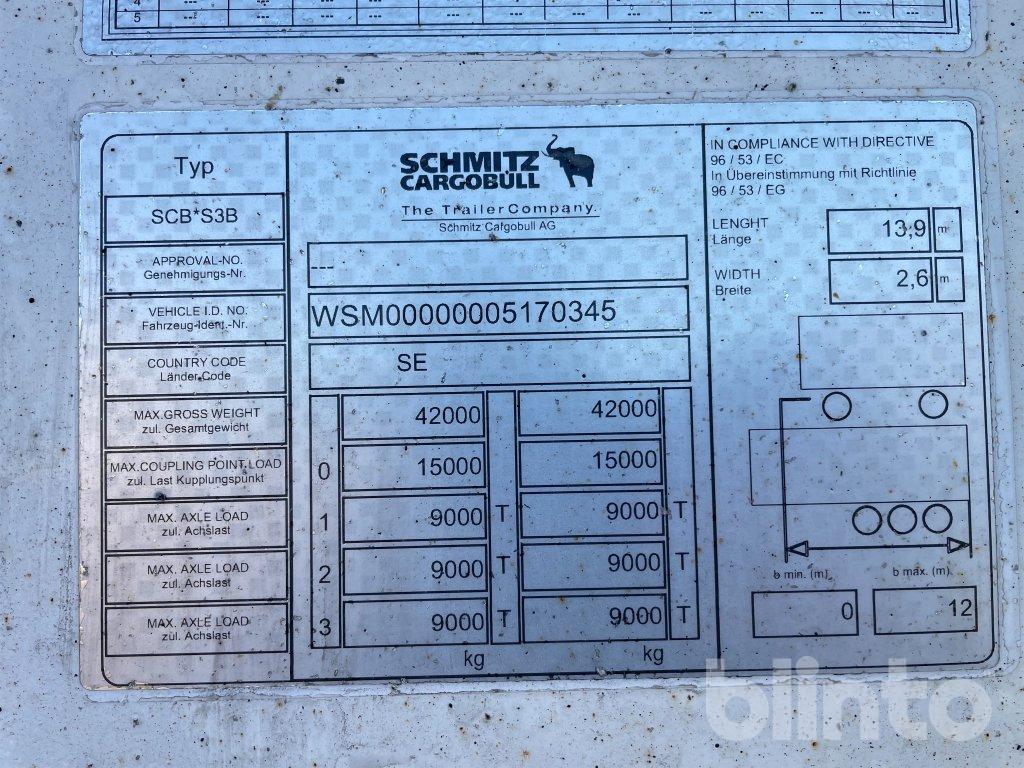 4 --- --- --- --- --- --- --- --- --- ---
5 --- --- --- --- --- --- --- --- --- ---
Typ
SCB*S3B
APPROVAL-NO.
Genehmigungs-Nr.
VEHICLE I.D. NO.
Fahrzeug-Ident.-Nr.
COUNTRY CODE
Länder-Code
MAX.GROSS WEIGHT
zul. Gesamtgewicht
MAX.COUPLING POINT LOAD
zul. Last Kupplungspunkt
MAX. AXLE LOAD
zul. Achslast
MAX. AXLE LOAD
zul. Achslast
MAX. AXLE LOAD
zul. Achslast
SCHMITZ
CARGOBULL
The Trailer Company.
Schmitz Cargobull AG
---
WSM00000005170345
SE
42000 42000
0 15000 15000
1 9000 T 9000 T
2 9000 T 9000 T
3 9000 T 9000 T
kg kg
IN COMPLIANCE WITH DIRECTIVE
96 / 53 / EC
In Übereinstimmung mit Richtlinie
96 / 53 / EG
LENGHT
Länge
13,9 m
WIDTH
Breite
2,6 m
b min. (m) b max. (m)
0 12
blinto